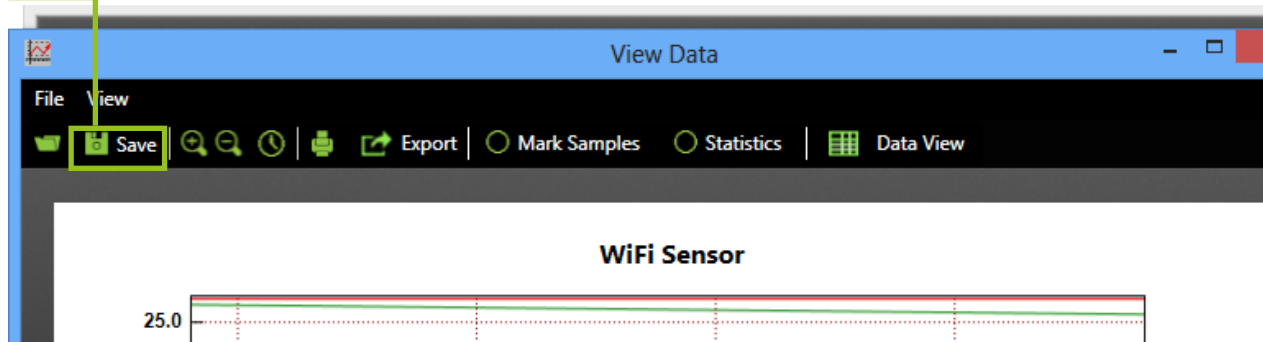 View Data
File View
Save Export Mark Samples Statistics Data View
WiFi Sensor
25.0